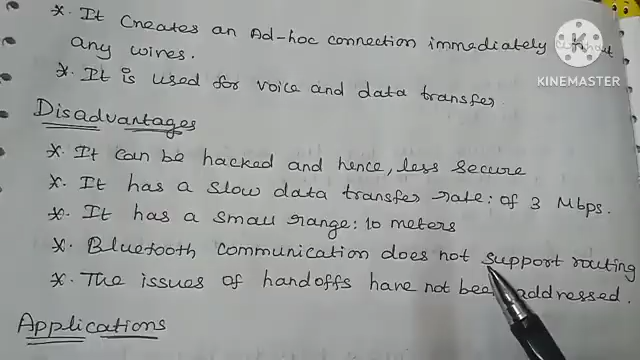 *. It creates an Ad-hoc connection immediately
any wires.
*. It is used for voice and data transfer.
Disadvantages
*. It can be hacked and hence, less secure
*. It has a slow data transfer rate: of 3 Mbps.
*. It has a small range: 10 meters
*. Bluetooth communication does not support routing
*. The issues of handoffs have not been addressed.
Applications
K
KINEMASTER